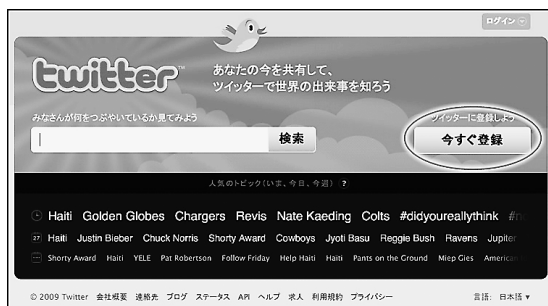 ログイン
twitter™
あなたの今を共有して、
ツイッターで世界の出来事を知ろう
みなさんが何をつぶやいているか見てみよう
ツイッターに登録しよう
検索
今すぐ登録
人気のトピック(いま、今日、今週) ?
Haiti Golden Globes Chargers Revis Nate Kaeding Colts #didyoureallythink
27 Haiti Justin Bieber Chuck Norris Shorty Award Cowboys Jyoti Basu Reggie Bush Ravens Jupiter
Shorty Award Haiti YELE Pat Robertson Follow Friday Help Haiti Haiti Pants on the Ground Miep Gies American
© 2009 Twitter 会社概要 連絡先 ブログ ステータス API ヘルプ 求人 利用規約 プライバシー 言語: 日本語